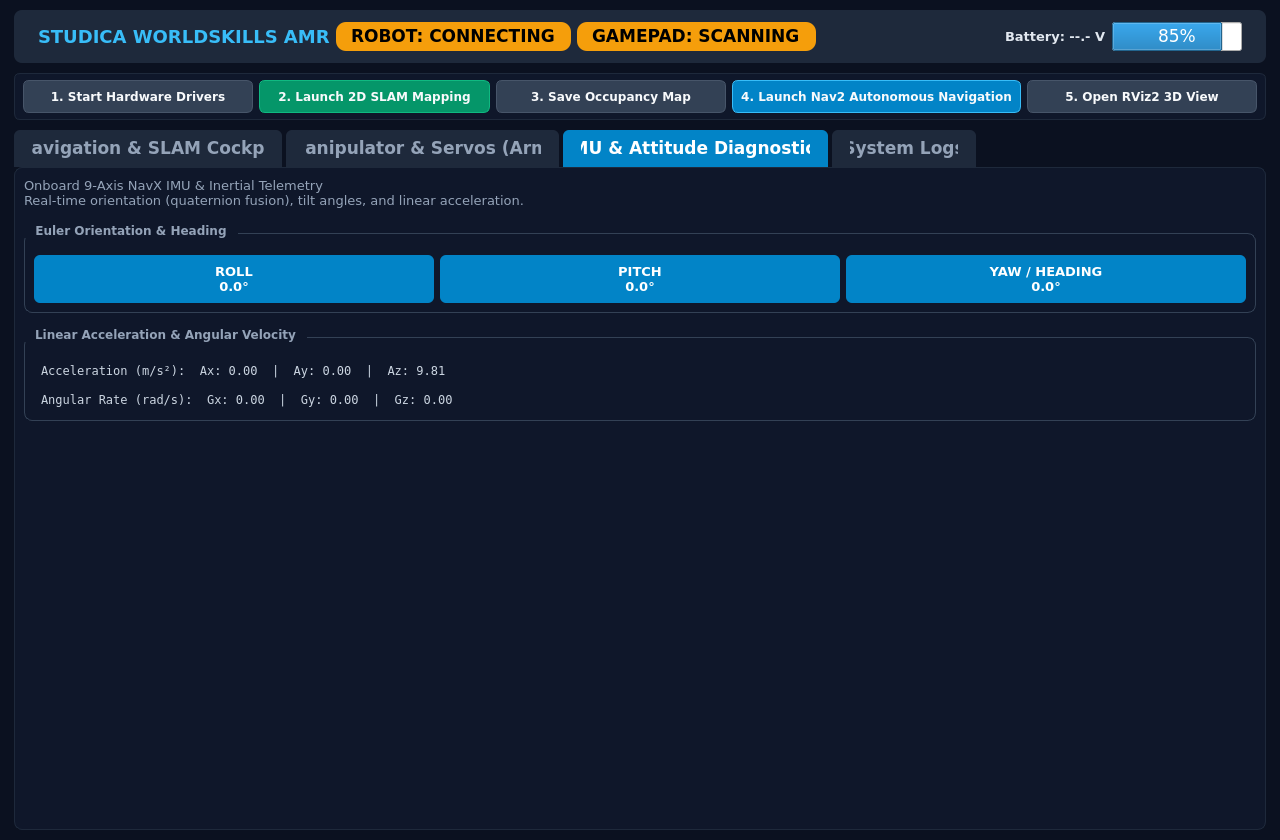 STUDICA WORLDSKILLS AMR ROBOT: CONNECTING GAMEPAD: SCANNING Battery: --.- V 85%
1. Start Hardware Drivers 2. Launch 2D SLAM Mapping 3. Save Occupancy Map 4. Launch Nav2 Autonomous Navigation 5. Open RViz2 3D View
avigation & SLAM Cockp anipulator & Servos (Arn MU & Attitude Diagnostic System Logs
Onboard 9-Axis NavX IMU & Inertial Telemetry
Real-time orientation (quaternion fusion), tilt angles, and linear acceleration.
Euler Orientation & Heading
ROLL PITCH YAW / HEADING
0.0° 0.0° 0.0°
Linear Acceleration & Angular Velocity
Acceleration (m/s²): Ax: 0.00 | Ay: 0.00 | Az: 9.81
Angular Rate (rad/s): Gx: 0.00 | Gy: 0.00 | Gz: 0.00